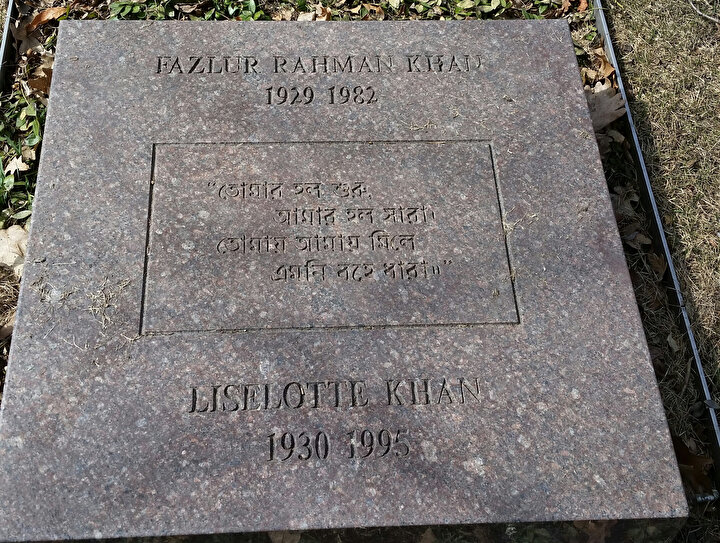 FAZLUR RAHMAN KHAN
1929 1982
"তোমার হল শুরু,
আমার হল সারা।
তোমায় আমায় মিলে
এমনি বহে ধারা॥"
LISELOTTE KHAN
1930 1995